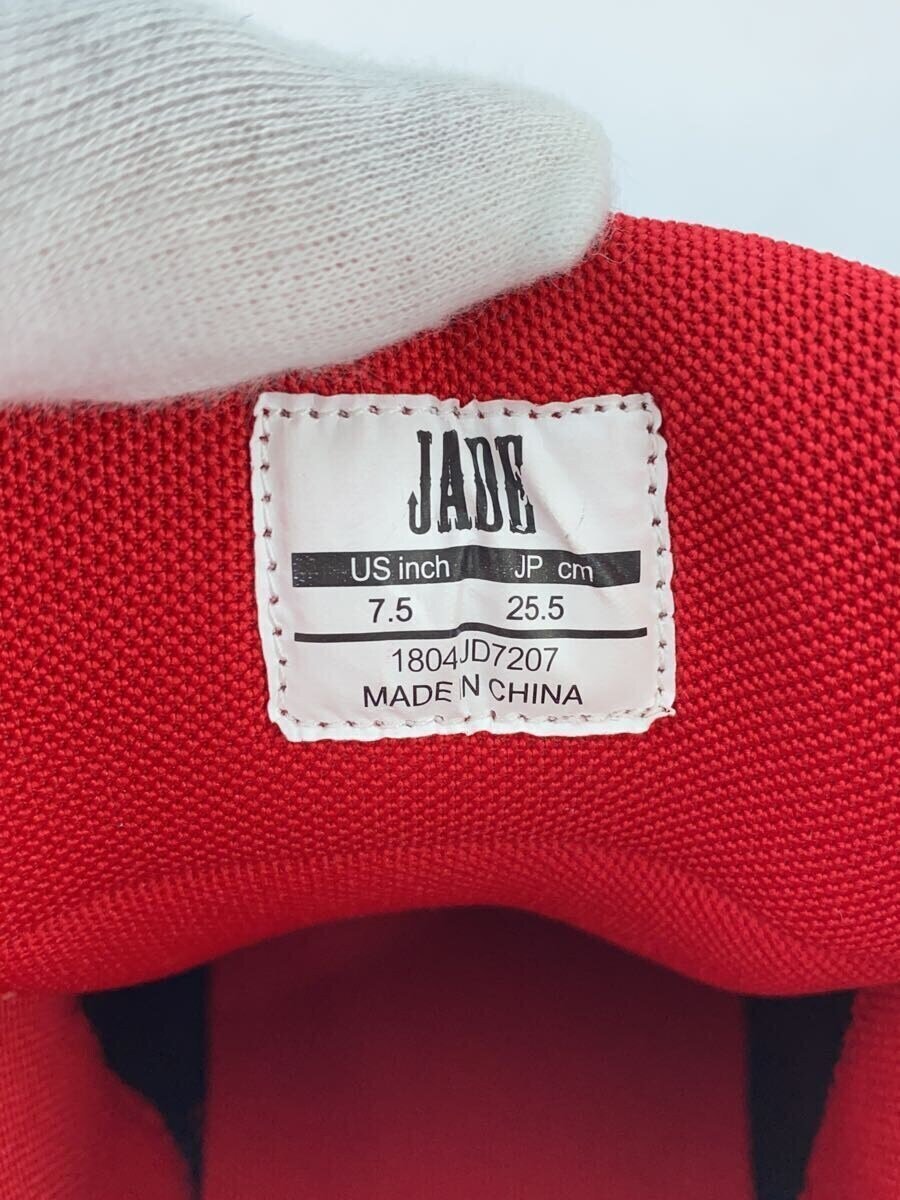 JADE
US inch JP cm
7.5 25.5
1804JD7207
MADE IN CHINA